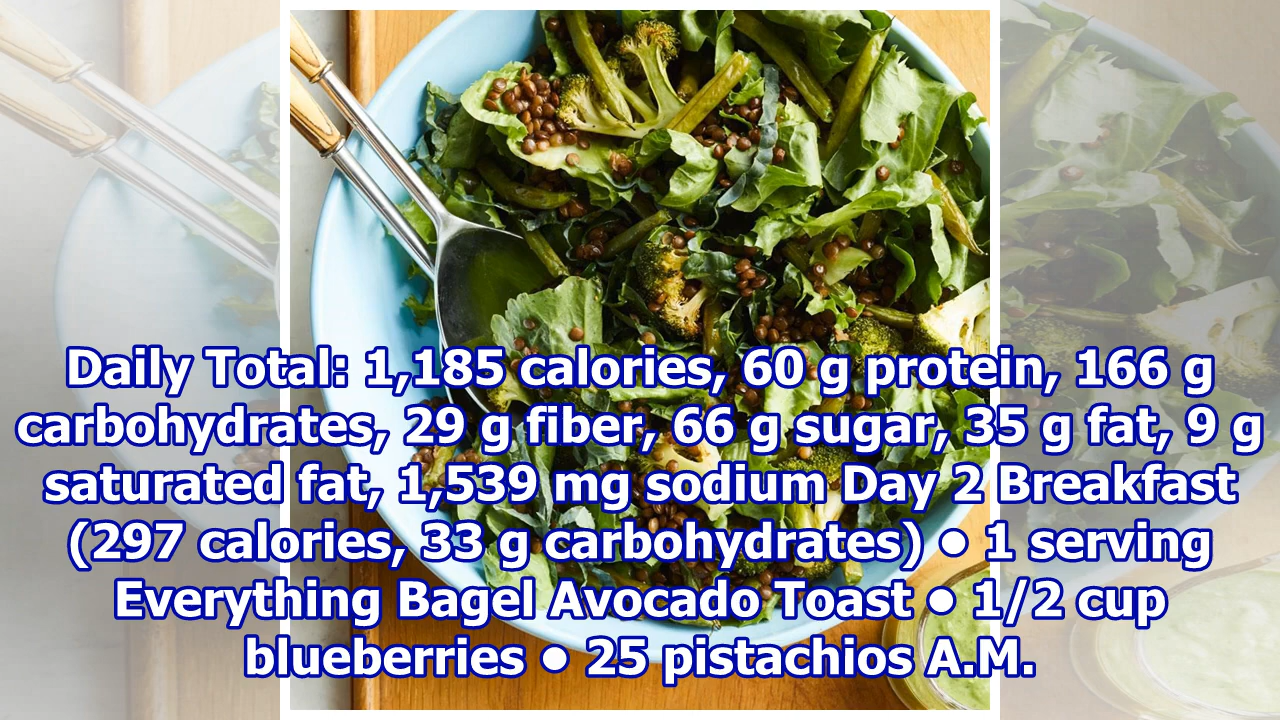 Daily Total: 1,185 calories, 60 g protein, 166 g
carbohydrates, 29 g fiber, 66 g sugar, 35 g fat, 9 g
saturated fat, 1,539 mg sodium Day 2 Breakfast
(297 calories, 33 g carbohydrates) • 1 serving
Everything Bagel Avocado Toast • 1/2 cup
blueberries • 25 pistachios A.M.